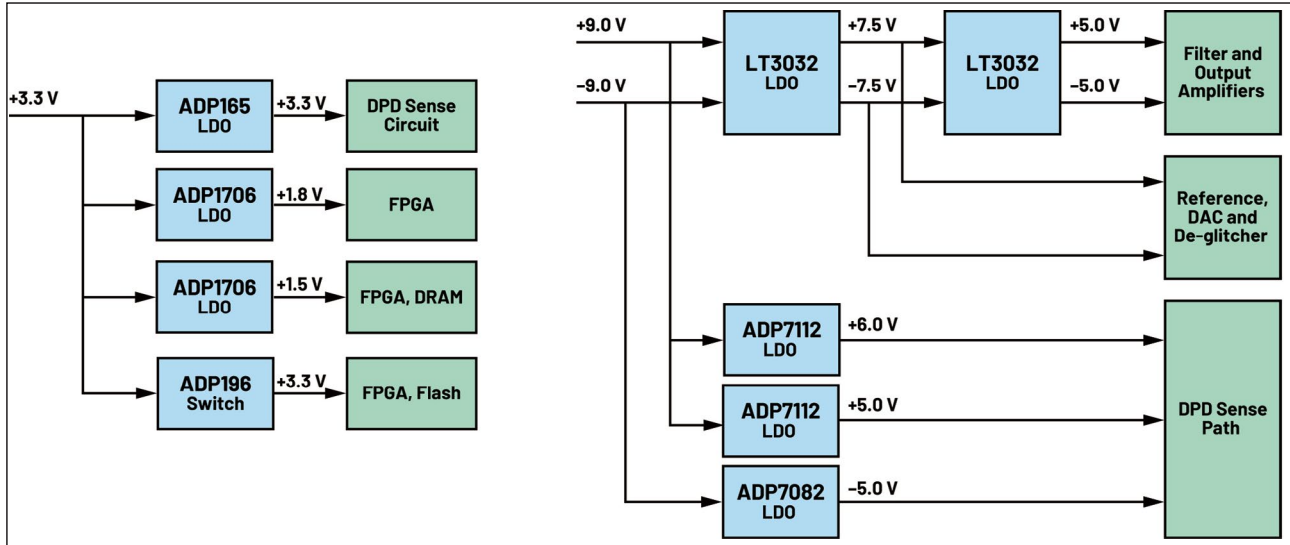 +3.3 V
ADP165
LDO
+3.3 V
DPD Sense
Circuit
ADP1706
LDO
+1.8 V
FPGA
ADP1706
LDO
+1.5 V
FPGA, DRAM
ADP196
Switch
+3.3 V
FPGA, Flash
+9.0 V
−9.0 V
LT3032
LDO
+7.5 V
−7.5 V
LT3032
LDO
+5.0 V
−5.0 V
Filter and
Output
Amplifiers
Reference,
DAC and
De-glitcher
ADP7112
LDO
+6.0 V
ADP7112
LDO
+5.0 V
ADP7082
LDO
−5.0 V
DPD Sense
Path